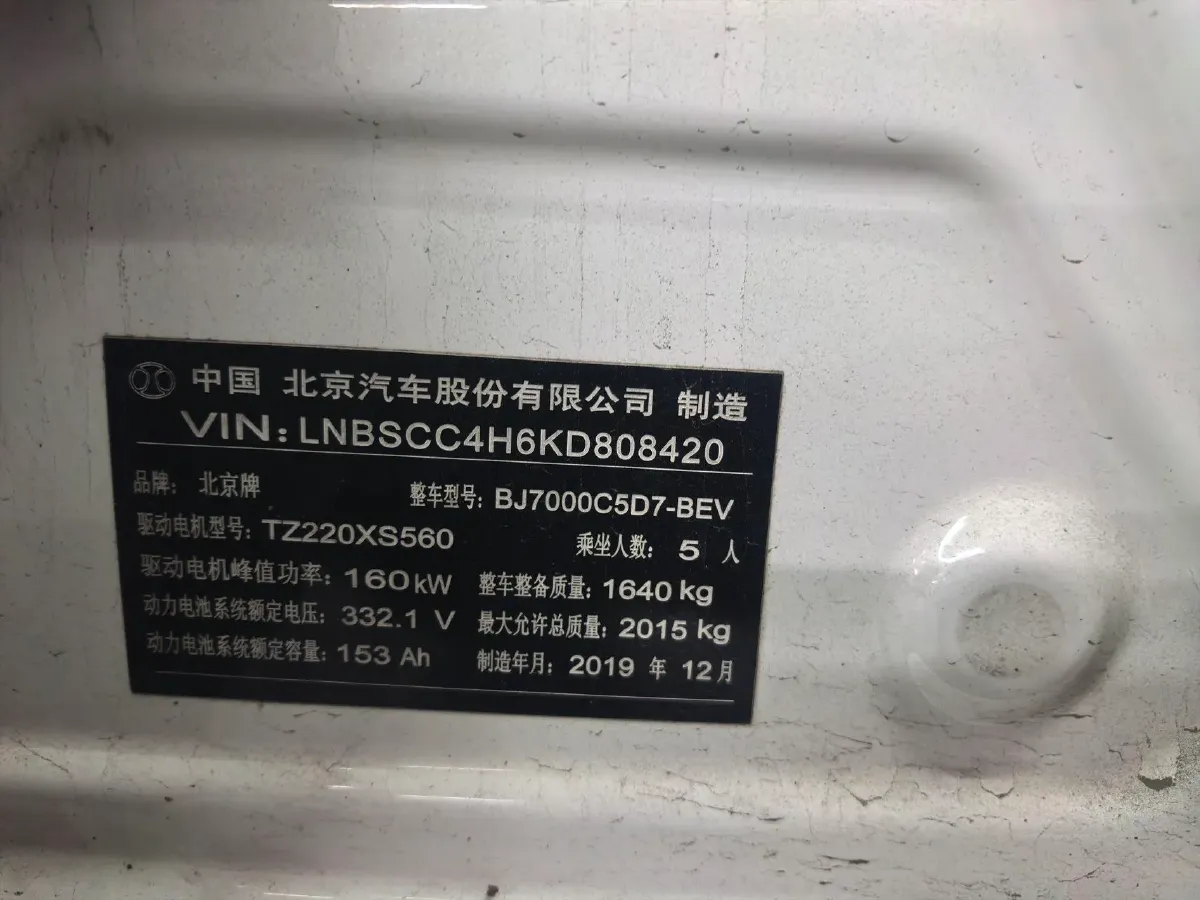 中国 北京汽车股份有限公司 制造
VIN: LNBSCC4H6KD808420
品牌: 北京牌 整车型号: BJ7000C5D7-BEV
驱动电机型号: TZ220XS560 乘坐人数: 5 人
驱动电机峰值功率: 160kW 整车整备质量: 1640 kg
动力电池系统额定电压: 332.1 V 最大允许总质量: 2015 kg
动力电池系统额定容量: 153 Ah 制造年月: 2019 年 12 月